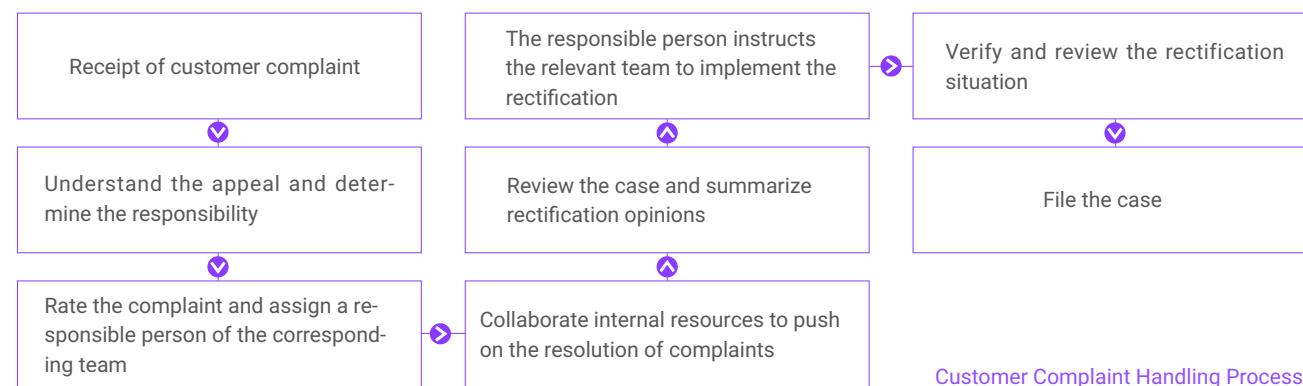 Receipt of customer complaint
Understand the appeal and deter-
mine the responsibility
Rate the complaint and assign a re-
sponsible person of the correspond-
ing team
Collaborate internal resources to push
on the resolution of complaints
Review the case and summarize
rectification opinions
The responsible person instructs
the relevant team to implement the
rectification
Verify and review the rectification
situation
File the case
Customer Complaint Handling Process